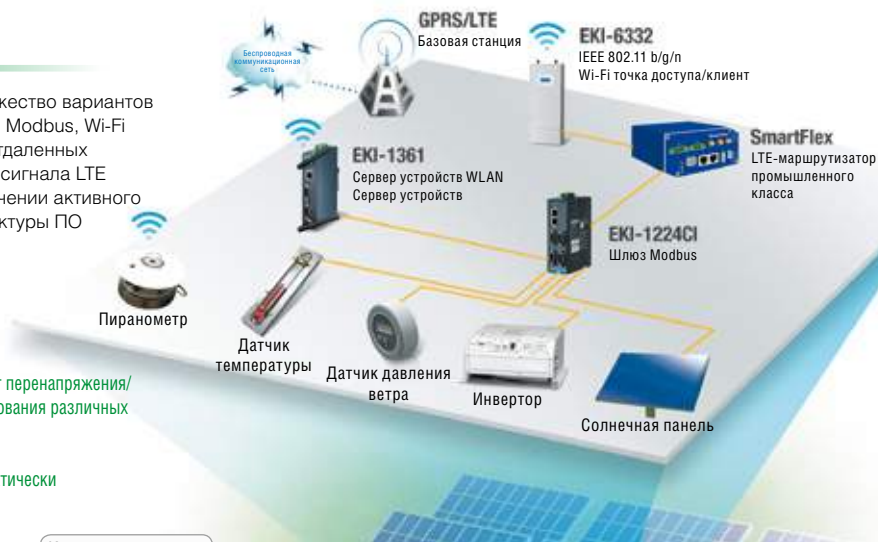 жество вариантов
Modbus, Wi-Fi
тдаленных
сигнала LTE
чении активного
ктуры ПО
перенапряжения/
ования различных
тически
Беспроводная
коммуникационная
сеть
GPRS/LTE
Базовая станция
EKI-6332
IEEE 802.11 b/g/n
Wi-Fi точка доступа/клиент
SmartFlex
LTE-маршрутизатор
промышленного
класса
EKI-1361
Сервер устройств WLAN
Сервер устройств
EKI-1224CI
Шлюз Modbus
Пиранометр
Датчик
температуры
Датчик давления
ветра
Инвертор
Солнечная панель